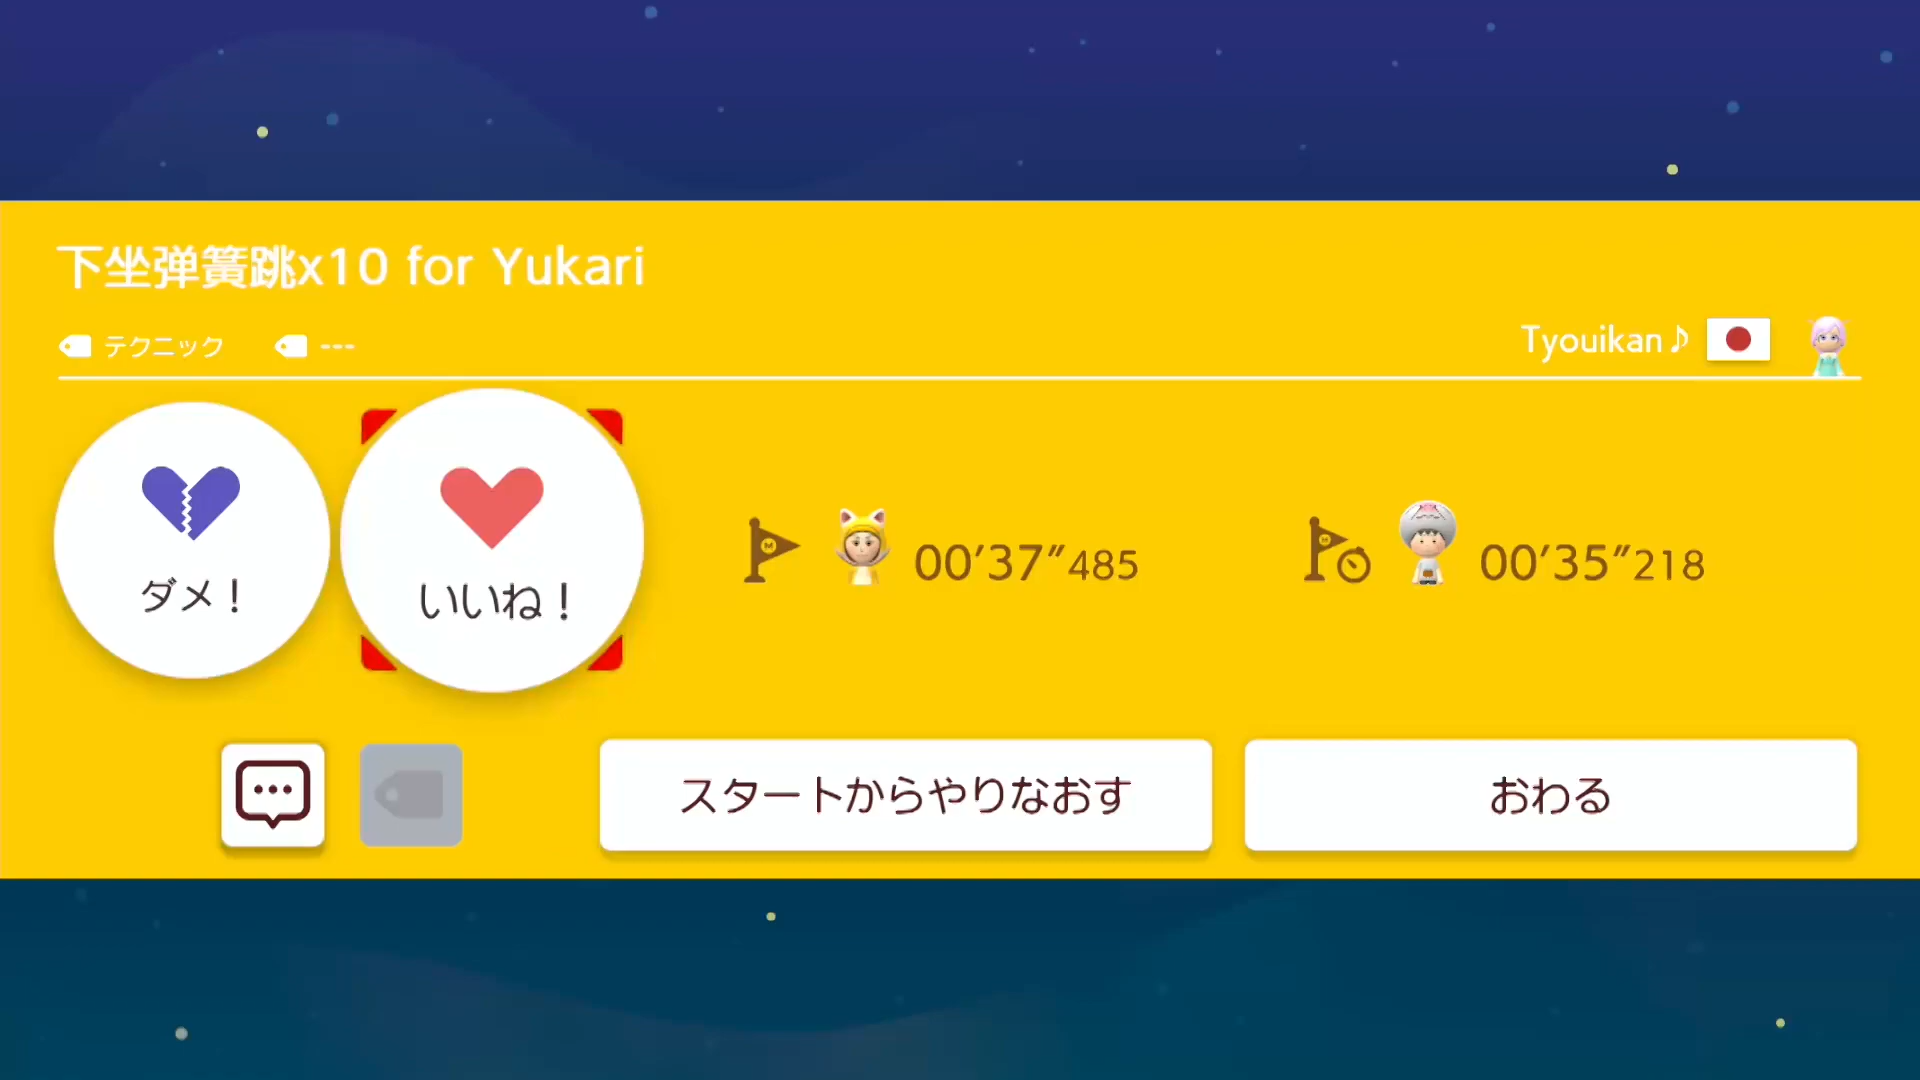 下坐弹簧跳x10 for Yukari
テクニック ---
Tyouikan♪
ダメ！
いいね！
00′37″485
00′35″218
スタートからやりなおす
おわる